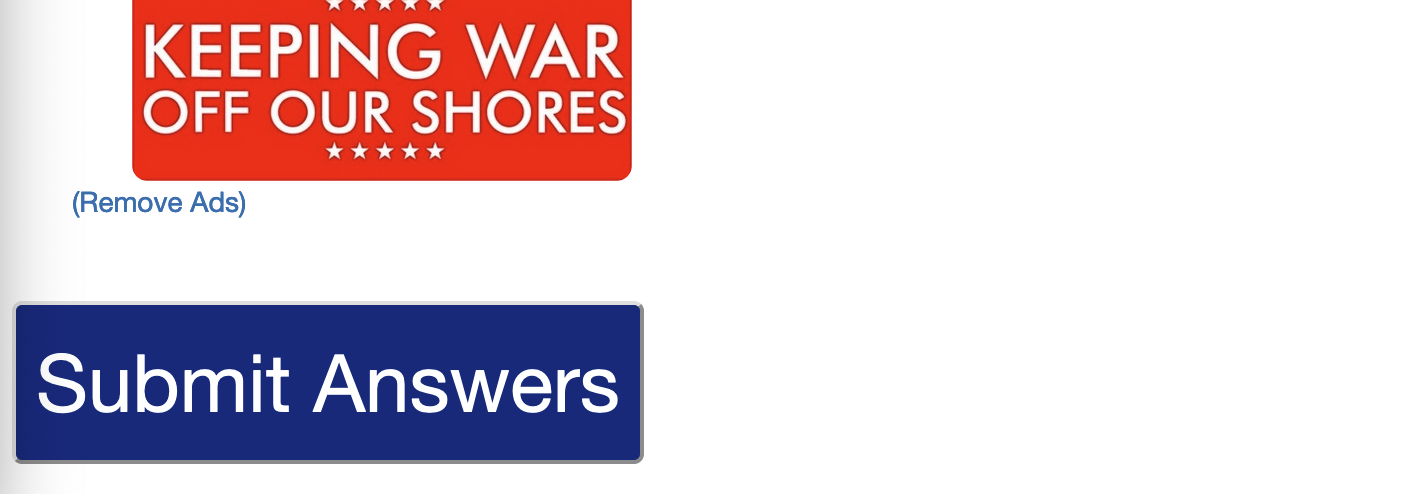 KEEPING WAR
OFF OUR SHORES
(Remove Ads)
Submit Answers